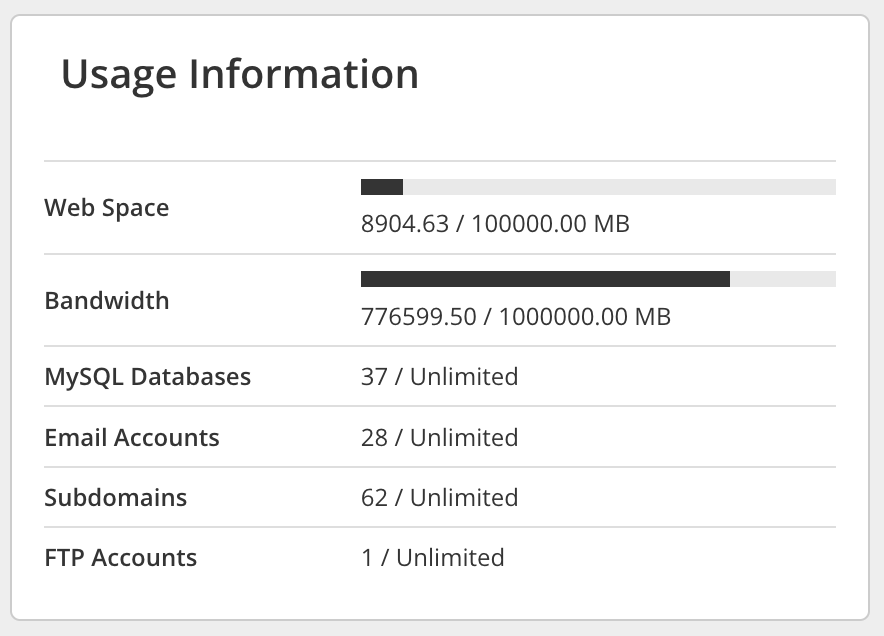 Usage Information
Web Space
8904.63 / 100000.00 MB
Bandwidth
776599.50 / 1000000.00 MB
MySQL Databases 37 / Unlimited
Email Accounts 28 / Unlimited
Subdomains 62 / Unlimited
FTP Accounts 1 / Unlimited